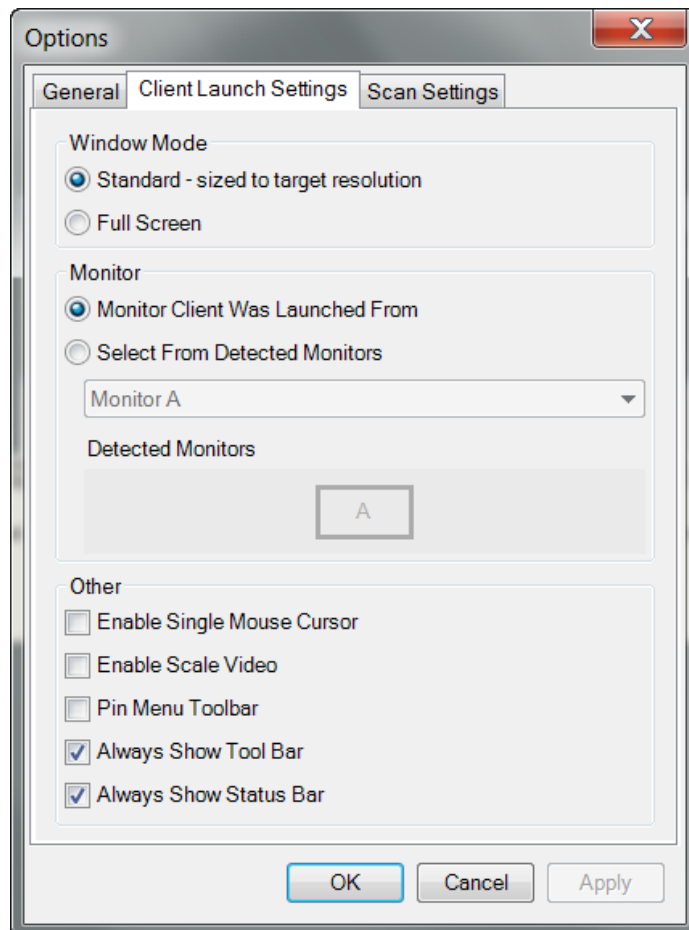 Options
General Client Launch Settings Scan Settings
Window Mode
Standard - sized to target resolution
Full Screen
Monitor
Monitor Client Was Launched From
Select From Detected Monitors
Monitor A
Detected Monitors
A
Other
Enable Single Mouse Cursor
Enable Scale Video
Pin Menu Toolbar
Always Show Tool Bar
Always Show Status Bar
OK Cancel Apply